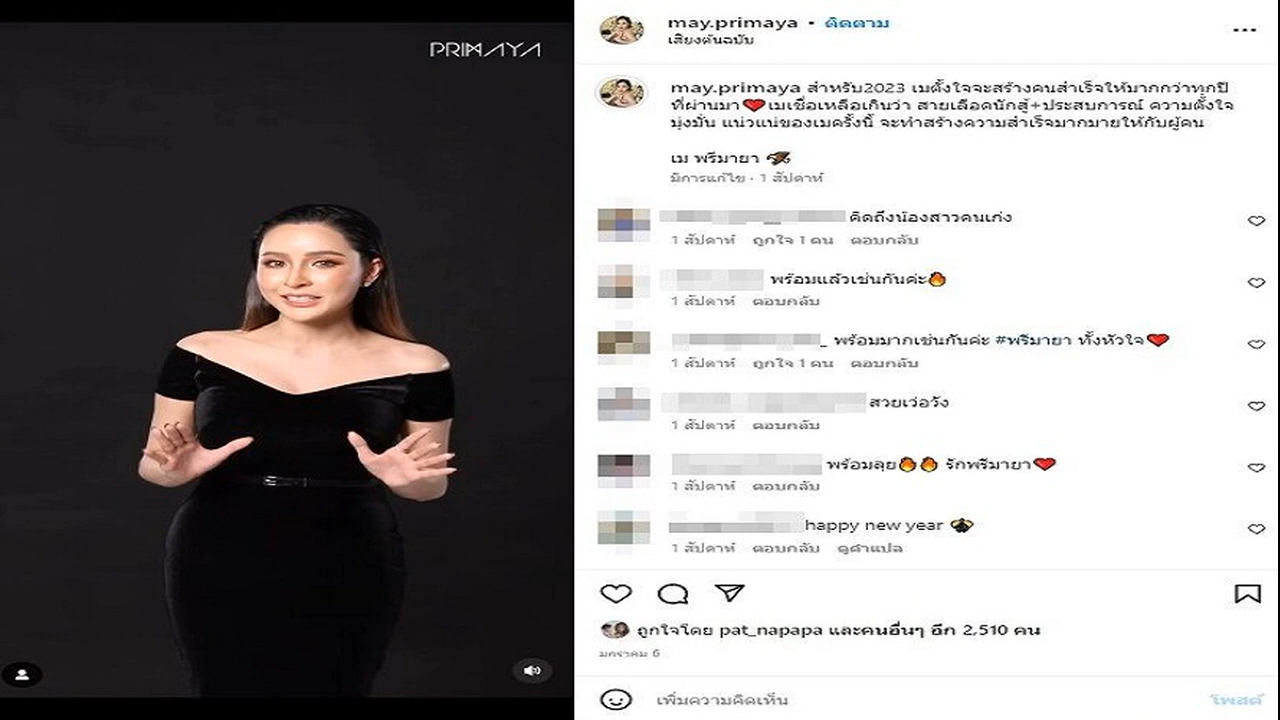 PRIMAYA
may.primaya • ติดตาม
เสียงต้นฉบับ
may.primaya สำหรับ2023 เมตั้งใจจะสร้างคนสำเร็จให้มากกว่าทุกปี
ที่ผ่านมา❤️เมเชื่อเหลือเกินว่า สายเลือดนักสู้+ประสบการณ์ ความตั้งใจ
มุ่งมั่น แน่วแน่ของเมครั้งนี้ จะทำสร้างความสำเร็จมากมายให้กับผู้คน
เม พรีมายา
มีการแก้ไข · 1 สัปดาห์
คิดถึงน้องสาวคนเก่ง
1 สัปดาห์ ถูกใจ 1 คน ตอบกลับ
พร้อมแล้วเช่นกันค่ะ🔥
1 สัปดาห์ ตอบกลับ
_ พร้อมมากเช่นกันค่ะ #พรีมายา ทั้งหัวใจ❤️
1 สัปดาห์ ถูกใจ 1 คน ตอบกลับ
สวยเว่อวัง
1 สัปดาห์ ตอบกลับ
พร้อมลุย🔥🔥 รักพรีมายา❤️
1 สัปดาห์ ตอบกลับ
happy new year
1 สัปดาห์ ตอบกลับ ดูคำแปล
ถูกใจโดย pat_napapa และคนอื่นๆ อีก 2,510 คน
มกราคม 6
เพิ่มความคิดเห็น
โพสต์